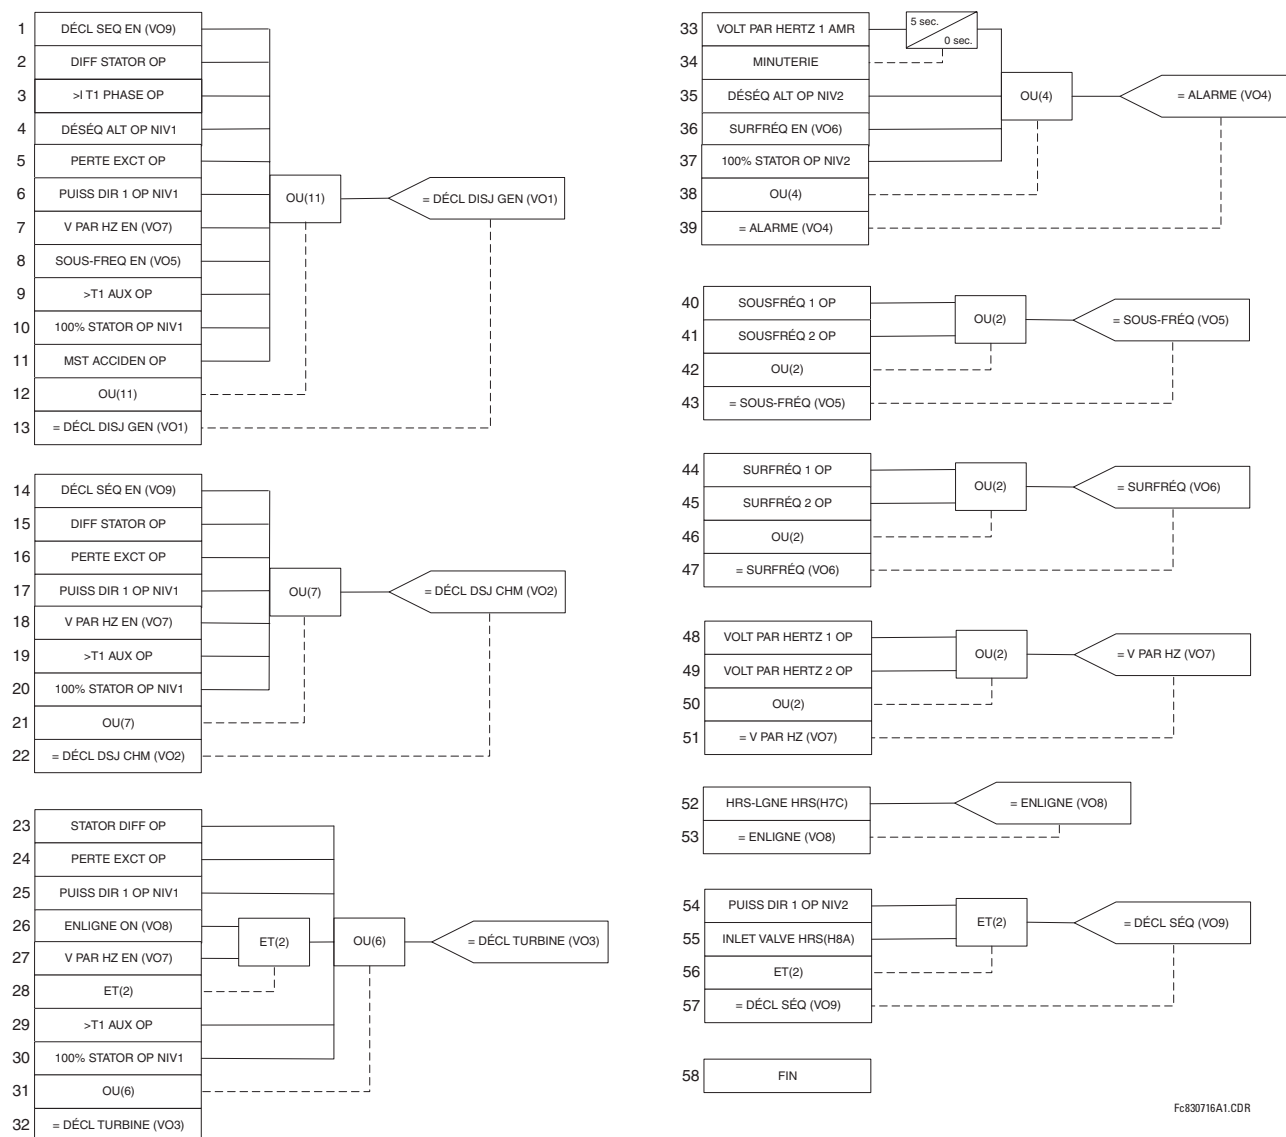 1 DÉCL SEQ EN (VO9)
2 DIFF STATOR OP
3 >I T1 PHASE OP
4 DÉSÉQ ALT OP NIV1
5 PERTE EXCT OP
6 PUISS DIR 1 OP NIV1
7 V PAR HZ EN (VO7)
8 SOUS-FREQ EN (VO5)
9 >T1 AUX OP
10 100% STATOR OP NIV1
11 MST ACCIDEN OP
12 OU(11)
13 = DÉCL DISJ GEN (VO1)
OU(11)
= DÉCL DISJ GEN (VO1)
14 DÉCL SÉQ EN (VO9)
15 DIFF STATOR OP
16 PERTE EXCT OP
17 PUISS DIR 1 OP NIV1
18 V PAR HZ EN (VO7)
19 >T1 AUX OP
20 100% STATOR OP NIV1
21 OU(7)
22 = DÉCL DSJ CHM (VO2)
OU(7)
= DÉCL DSJ CHM (VO2)
23 STATOR DIFF OP
24 PERTE EXCT OP
25 PUISS DIR 1 OP NIV1
26 ENLIGNE ON (VO8)
27 V PAR HZ EN (VO7)
28 ET(2)
29 >T1 AUX OP
30 100% STATOR OP NIV1
31 OU(6)
32 = DÉCL TURBINE (VO3)
ET(2)
OU(6)
= DÉCL TURBINE (VO3)
33 VOLT PAR HERTZ 1 AMR
34 MINUTERIE
35 DÉSÉQ ALT OP NIV2
36 SURFRÉQ EN (VO6)
37 100% STATOR OP NIV2
38 OU(4)
39 = ALARME (VO4)
5 sec.
0 sec.
OU(4)
= ALARME (VO4)
40 SOUSFRÉQ 1 OP
41 SOUSFRÉQ 2 OP
42 OU(2)
43 = SOUS-FRÉQ (VO5)
OU(2)
= SOUS-FRÉQ (VO5)
44 SURFRÉQ 1 OP
45 SURFRÉQ 2 OP
46 OU(2)
47 = SURFRÉQ (VO6)
OU(2)
= SURFRÉQ (VO6)
48 VOLT PAR HERTZ 1 OP
49 VOLT PAR HERTZ 2 OP
50 OU(2)
51 = V PAR HZ (VO7)
OU(2)
= V PAR HZ (VO7)
52 HRS-LGNE HRS(H7C)
53 = ENLIGNE (VO8)
= ENLIGNE (VO8)
54 PUISS DIR 1 OP NIV2
55 INLET VALVE HRS(H8A)
56 ET(2)
57 = DÉCL SÉQ (VO9)
ET(2)
= DÉCL SÉQ (VO9)
58 FIN
Fc830716A1.CDR